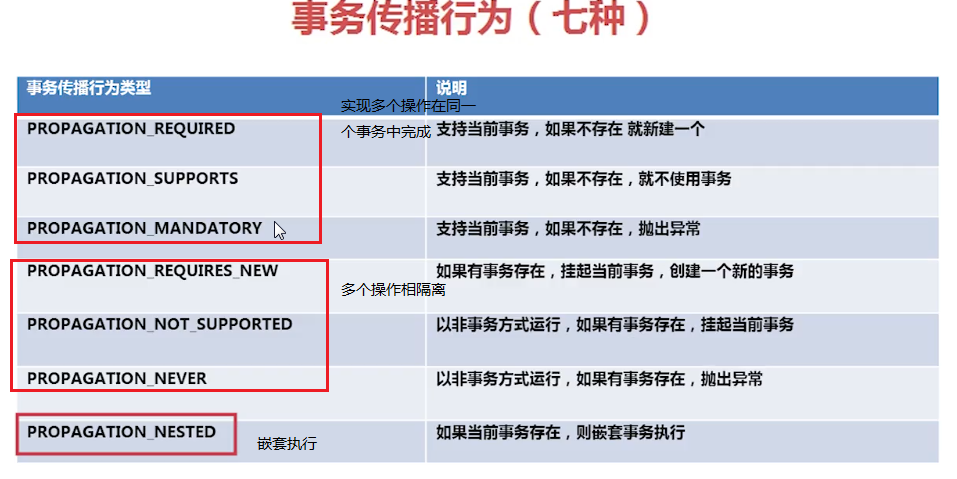 事务传播行为（七种）
事务传播行为类型 说明
实现多个操作在同一
个事务中完成
PROPAGATION_REQUIRED 支持当前事务，如果不存在 就新建一个
PROPAGATION_SUPPORTS 支持当前事务，如果不存在，就不使用事务
PROPAGATION_MANDATORY 支持当前事务，如果不存在，抛出异常
PROPAGATION_REQUIRES_NEW 如果有事务存在，挂起当前事务，创建一个新的事务
多个操作相隔离
PROPAGATION_NOT_SUPPORTED 以非事务方式运行，如果有事务存在，挂起当前事务
PROPAGATION_NEVER 以非事务方式运行，如果有事务存在，抛出异常
PROPAGATION_NESTED 如果当前事务存在，则嵌套事务执行
嵌套执行